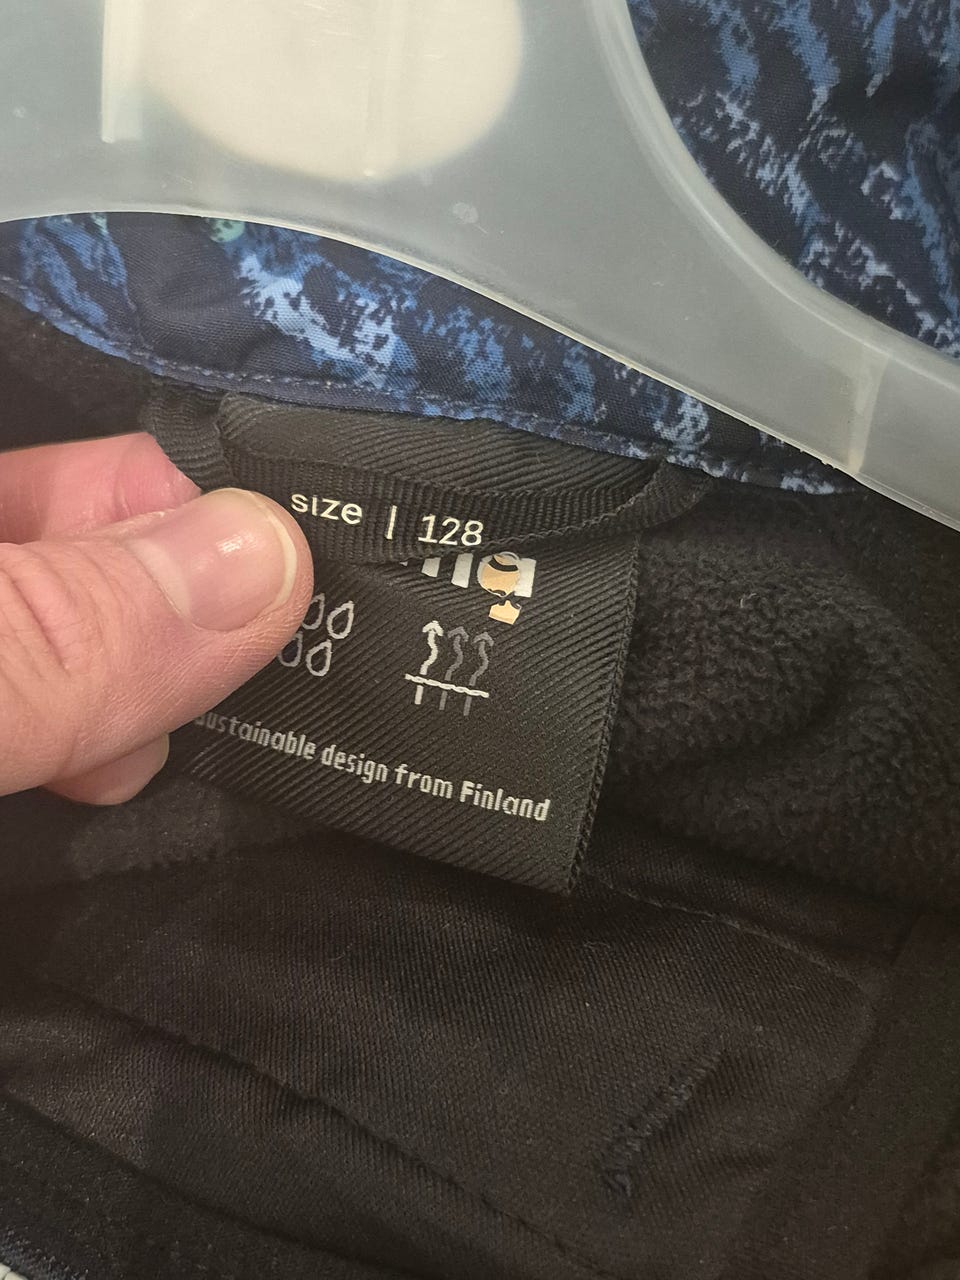 size | 128
sustainable design from Finland